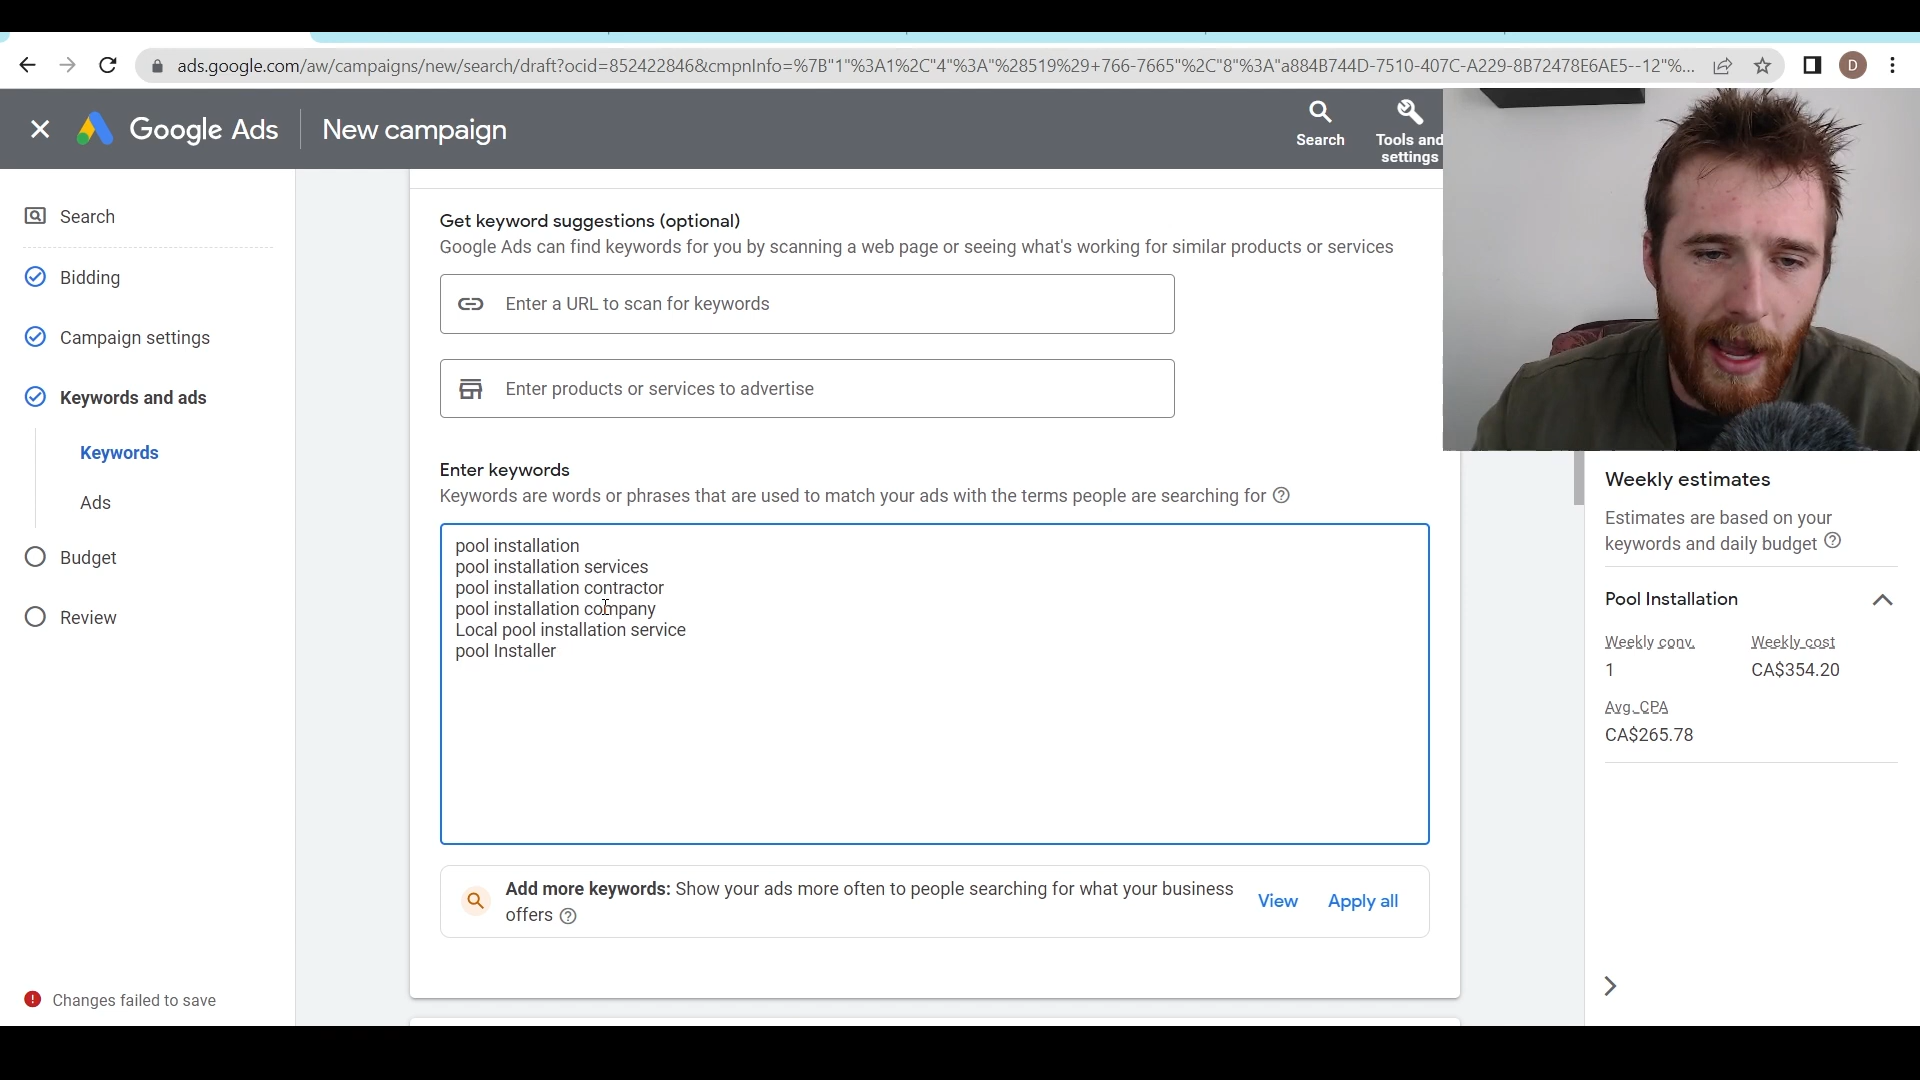 ads.google.com/aw/campaigns/new/search/draft?ocid=852422846&cmpnInfo=%7B"1"%3A1%2C"4"%3A"%28519%29+766-7665"%2C"8"%3A"a884B744D-7510-407C-A229-8B72478E6AE5--12"%...
D
Google Ads
New campaign
Search
Tools and
settings
Search
Bidding
Campaign settings
Keywords and ads
Keywords
Ads
Budget
Review
Changes failed to save
Get keyword suggestions (optional)
Google Ads can find keywords for you by scanning a web page or seeing what's working for similar products or services
Enter a URL to scan for keywords
Enter products or services to advertise
Enter keywords
Keywords are words or phrases that are used to match your ads with the terms people are searching for
pool installation
pool installation services
pool installation contractor
pool installation company
Local pool installation service
pool Installer
Add more keywords: Show your ads more often to people searching for what your business
offers
View
Apply all
Weekly estimates
Estimates are based on your
keywords and daily budget
Pool Installation
Weekly conv.
Weekly cost
1
CA$354.20
Avg. CPA
CA$265.78